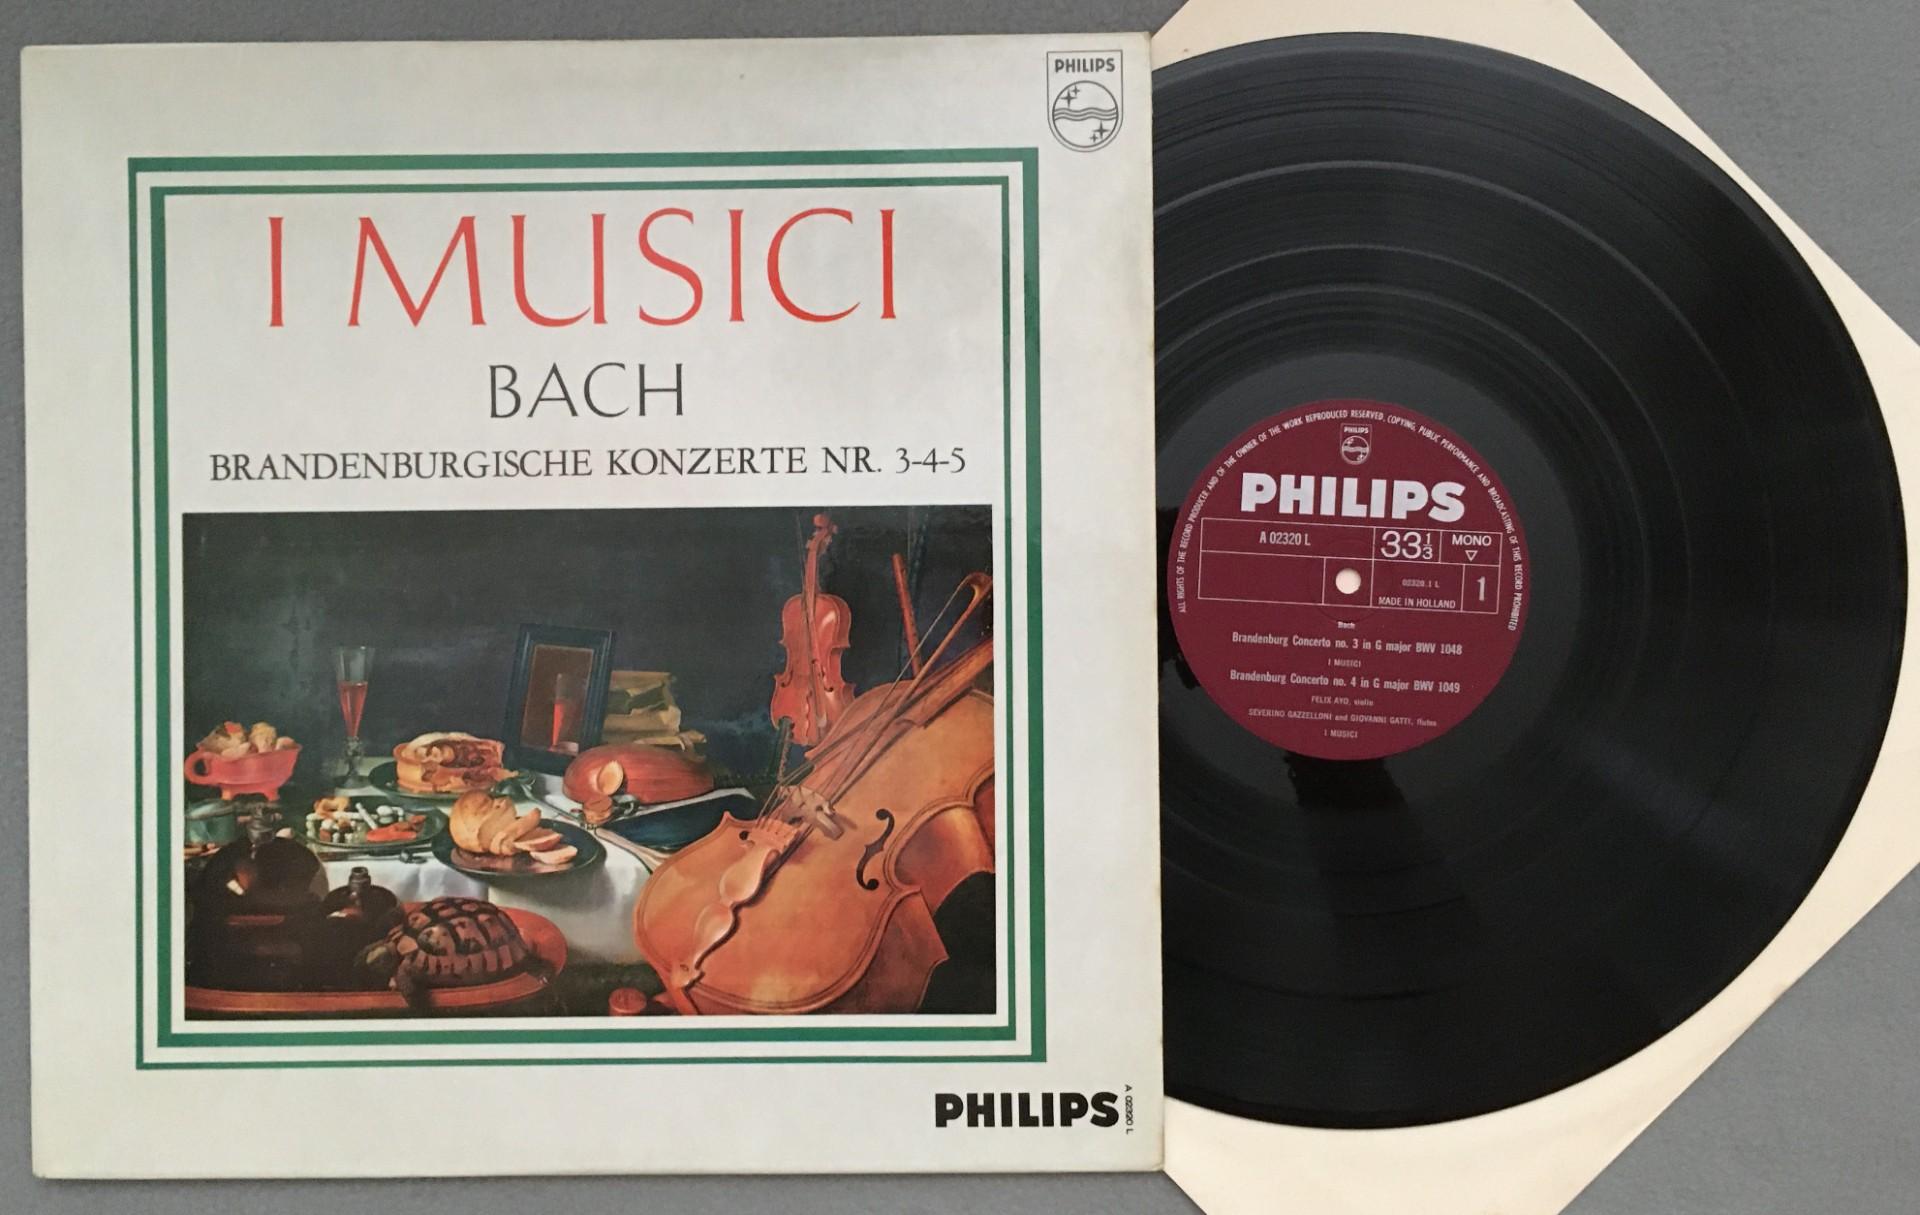 PHILIPS
I MUSICI
BACH
BRANDENBURGISCHE KONZERTE NR. 3-4-5
PHILIPS
A 02320 L
ALL RIGHTS OF THE RECORD PRODUCER AND OF THE OWNER OF THE WORK REPRODUCED RESERVED. COPYING, PUBLIC PERFORMANCE AND BROADCASTING OF THIS RECORD PROHIBITED
PHILIPS
PHILIPS
A 02320 L
33 1/3
MONO
02320.1 L
MADE IN HOLLAND
1
Bach
Brandenburg Concerto no. 3 in G major BWV 1048
I MUSICI
Brandenburg Concerto no. 4 in G major BWV 1049
FELIX AYO, violin
SEVERINO GAZZELLONI and GIOVANNI GATTI, flutes
I MUSICI